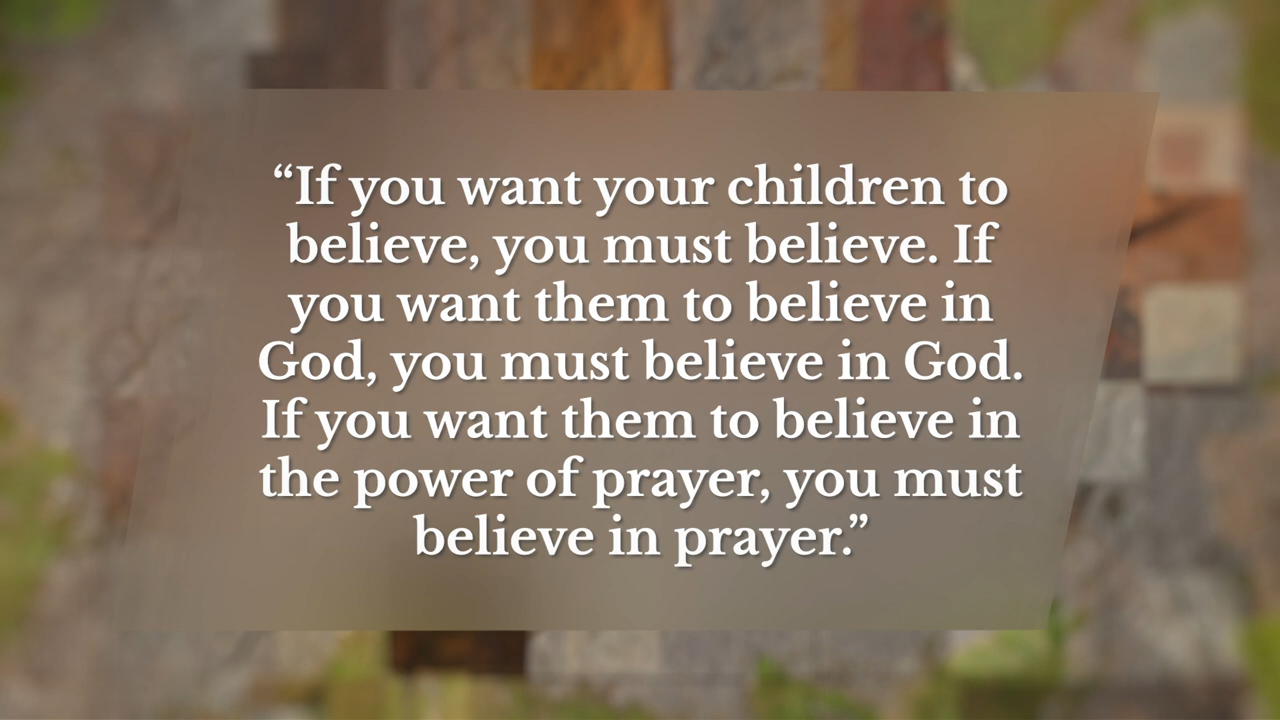 “If you want your children to
believe, you must believe. If
you want them to believe in
God, you must believe in God.
If you want them to believe in
the power of prayer, you must
believe in prayer.”